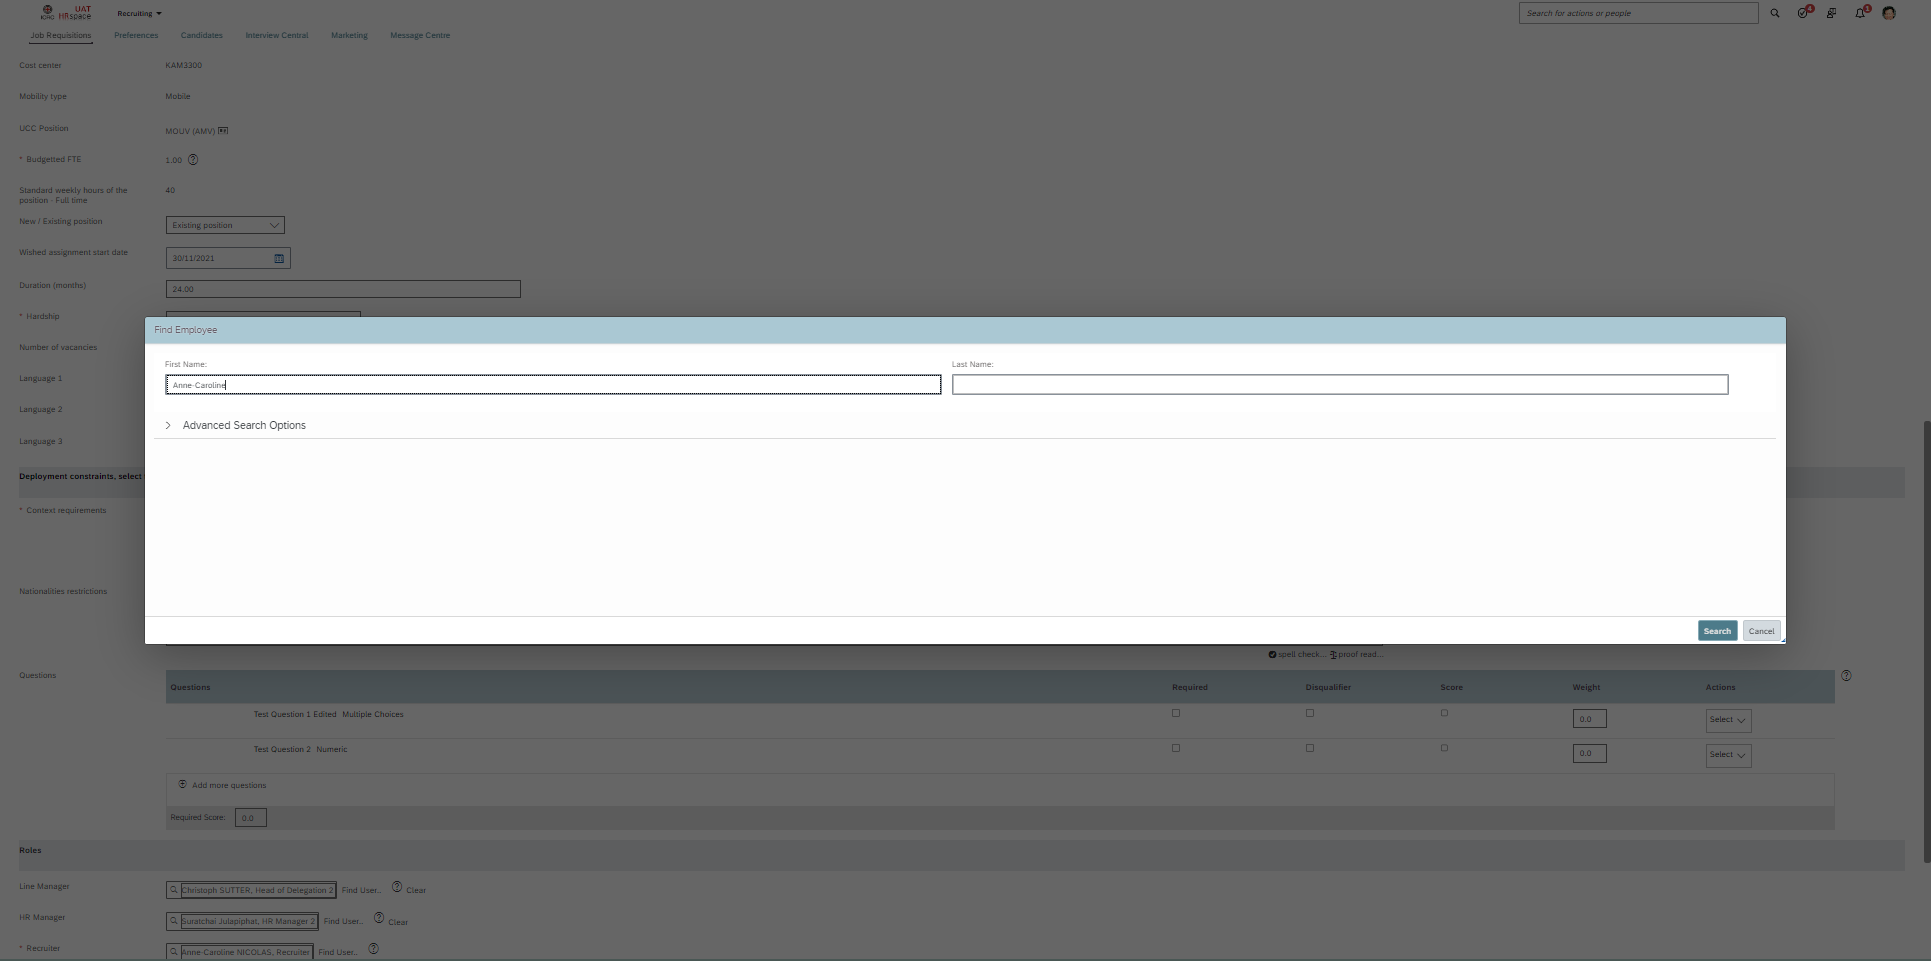 UAT
ICRC HRspace
Recruiting
Search for actions or people
4
1
Job Requisitions Preferences Candidates Interview Central Marketing Message Centre
Cost center KAM3300
Mobility type Mobile
UCC Position MOUV (AMV)
* Budgetted FTE 1.00
Standard weekly hours of the
position - Full time 40
New / Existing position Existing position
Wished assignment start date 30/11/2021
Duration (months) 24.00
* Hardship
Find Employee
Number of vacancies
First Name: Last Name:
Language 1 Anne-Caroline
Language 2
Advanced Search Options
Language 3
Deployment constraints, select
* Context requirements
Nationalities restrictions
Search Cancel
spell check... proof read...
Questions
Questions Required Disqualifier Score Weight Actions
Test Question 1 Edited Multiple Choices 0.0 Select
Test Question 2 Numeric 0.0 Select
Add more questions
Required Score: 0.0
Roles
Line Manager Christoph SUTTER, Head of Delegation 2 Find User.. Clear
HR Manager Suratchai Julapiphat, HR Manager 2 Find User... Clear
* Recruiter Anne-Caroline NICOLAS, Recruiter Find User..